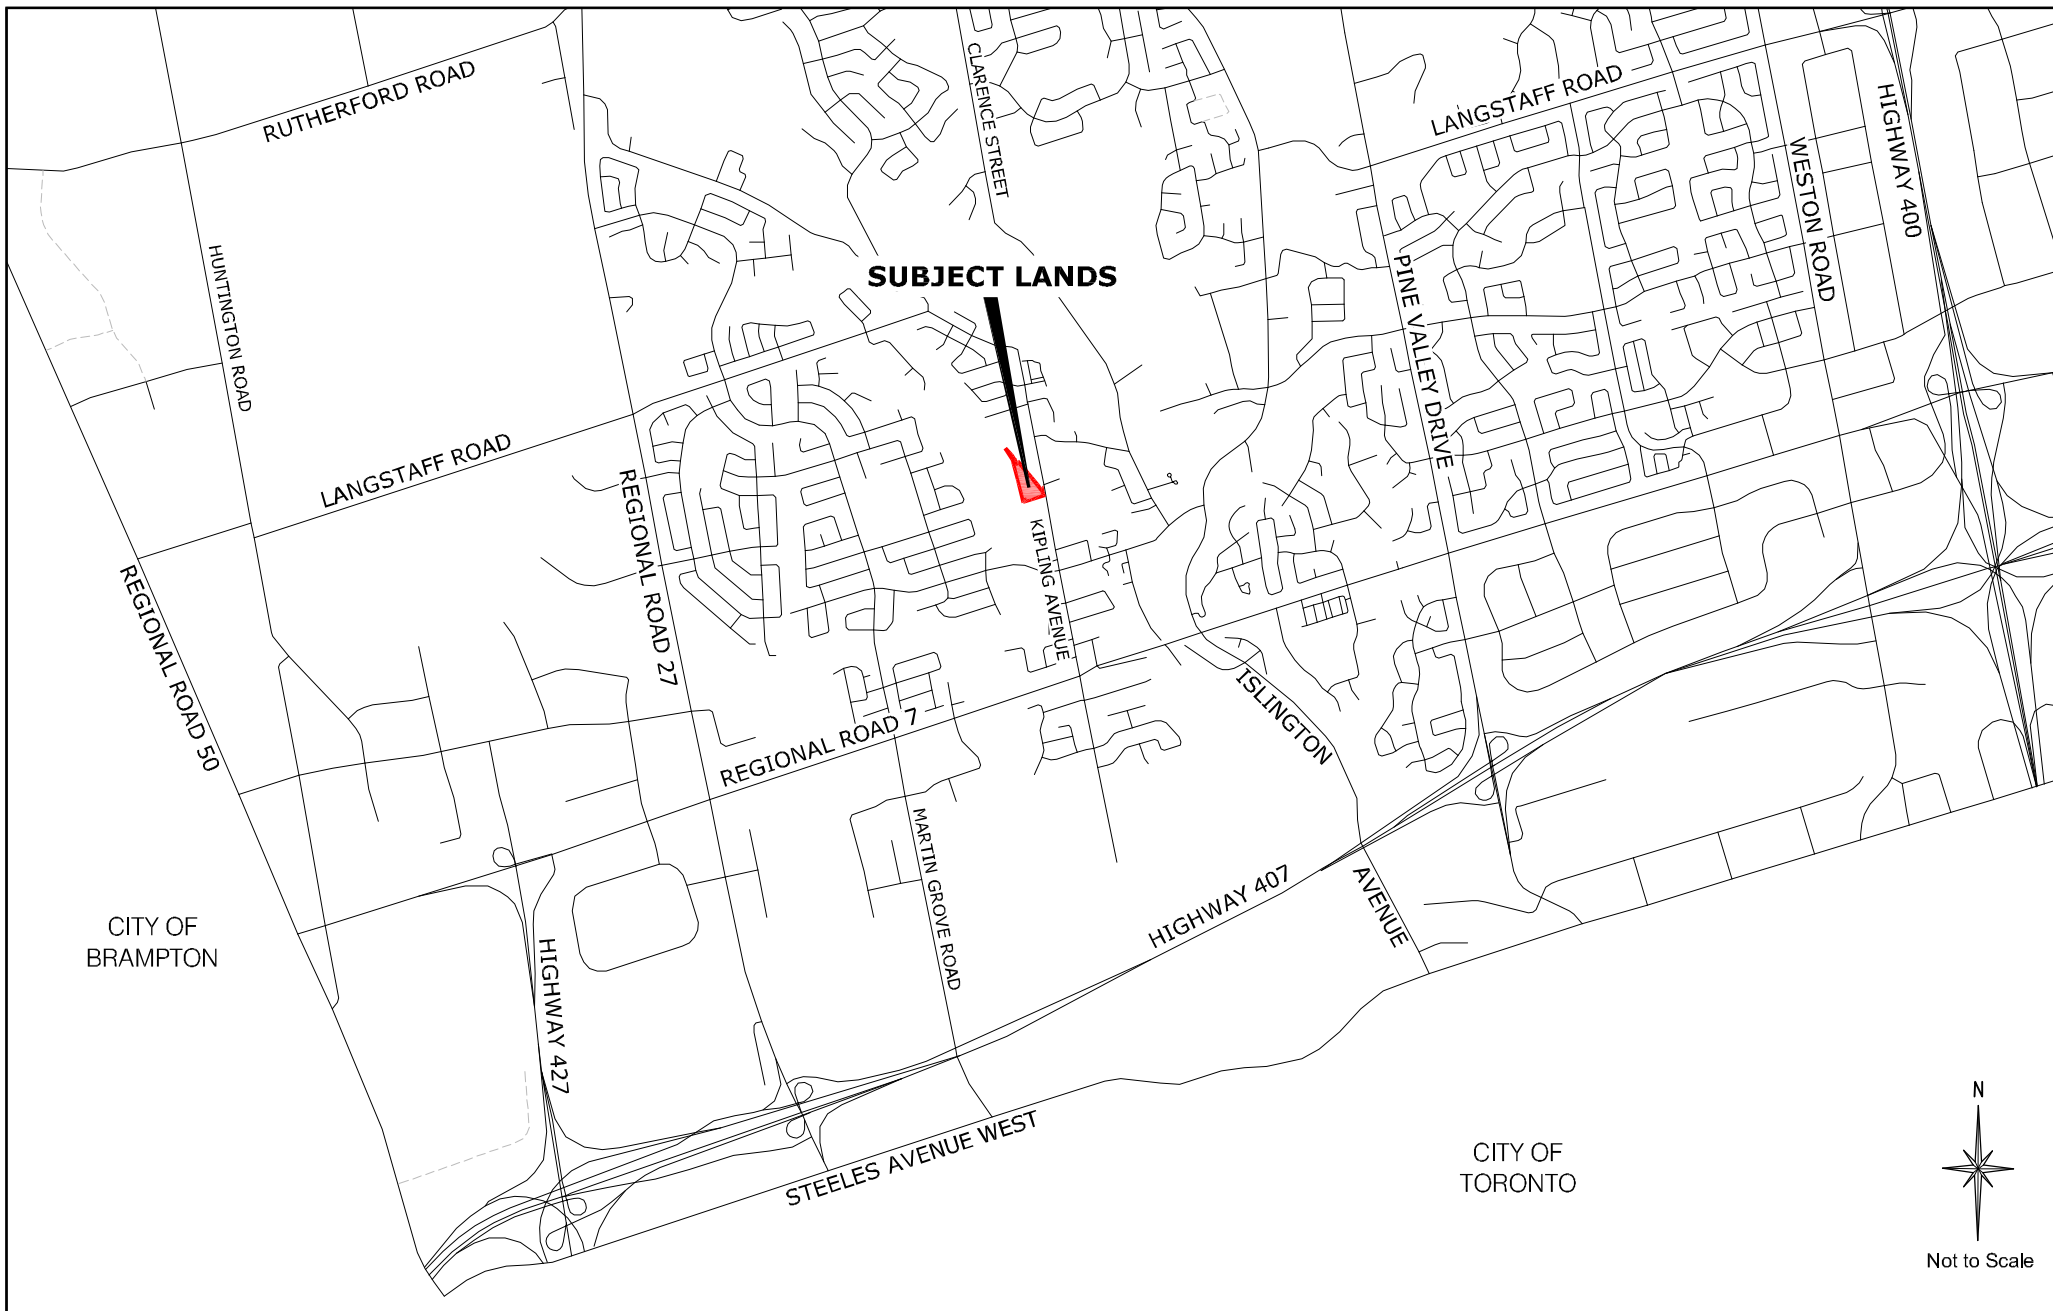 RUTHERFORD ROAD
CLARENCE STREET
LANGSTAFF ROAD
HIGHWAY 400
WESTON ROAD
HUNTINGTON ROAD
SUBJECT LANDS
PINE VALLEY DRIVE
LANGSTAFF ROAD
REGIONAL ROAD 27
KIPLING AVENUE
REGIONAL ROAD 50
ISLINGTON
AVENUE
REGIONAL ROAD 7
MARTIN GROVE ROAD
HIGHWAY 407
CITY OF
BRAMPTON
HIGHWAY 427
STEELES AVENUE WEST
CITY OF
TORONTO
N
Not to Scale